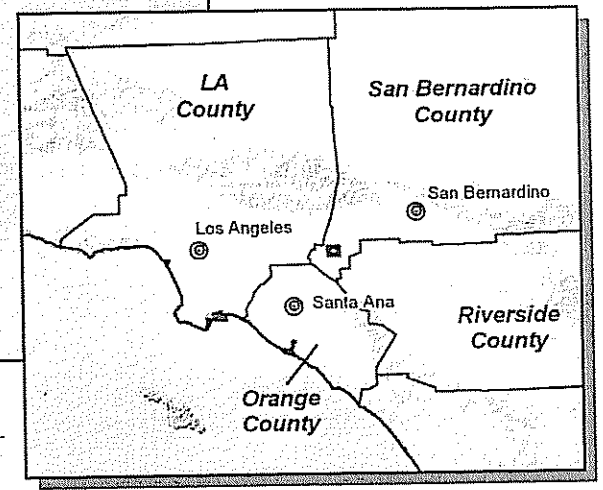 LA
County
San Bernardino
County
San Bernardino
Los Angeles
Santa Ana
Riverside
County
Orange
County